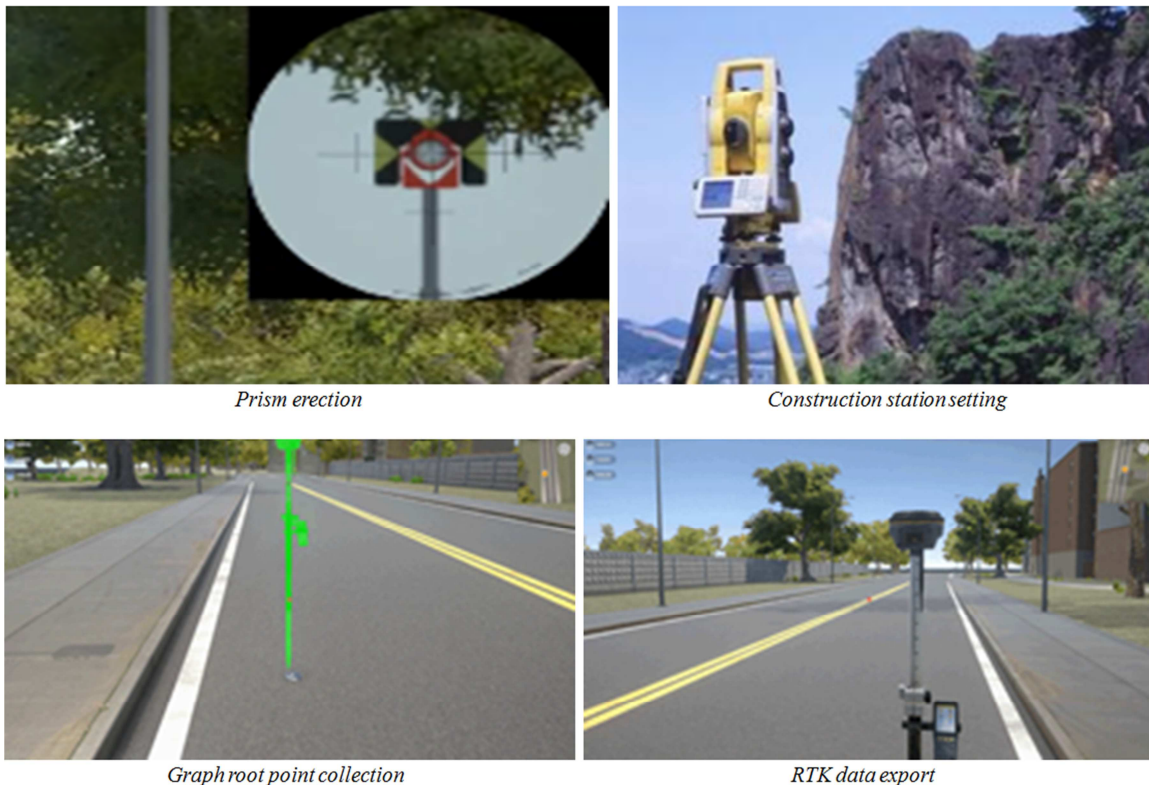 Prism erection
Construction station setting
Graph root point collection
RTK data export